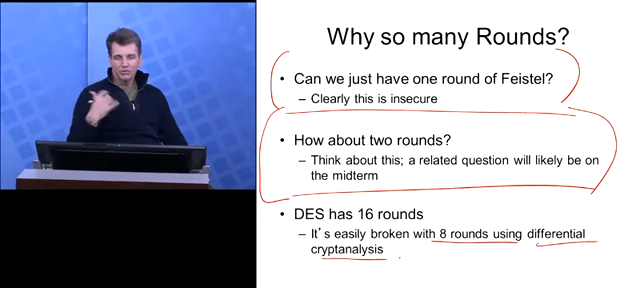 Why so many Rounds?
• Can we just have one round of Feistel?
– Clearly this is insecure
• How about two rounds?
– Think about this; a related question will likely be on
the midterm
• DES has 16 rounds
– It's easily broken with 8 rounds using differential
cryptanalysis